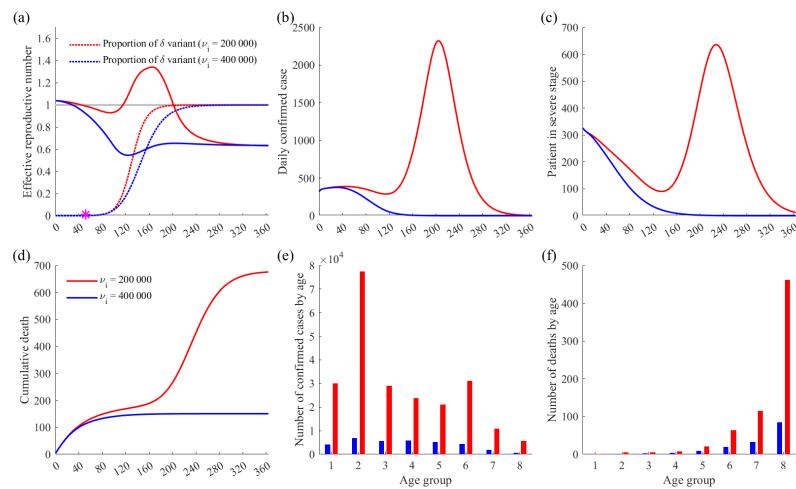 (a)
Effective reproductive number
1.6
1.4
1.2
1
0.8
0.6
0.4
0.2
0
Proportion of δ variant (νi = 200 000)
Proportion of δ variant (νi = 400 000)
0 40 80 120 160 200 240 280 320 360
(b)
Daily confirmed case
2500
2000
1500
1000
500
0
0 40 80 120 160 200 240 280 320 360
(c)
Patient in severe stage
700
600
500
400
300
200
100
0
0 40 80 120 160 200 240 280 320 360
(d)
Cumulative death
700
600
500
400
300
200
100
0
νi = 200 000
νi = 400 000
0 40 80 120 160 200 240 280 320 360
(e)
Number of confirmed cases by age
×10⁴
8
7
6
5
4
3
2
1
0
1 2 3 4 5 6 7 8
Age group
(f)
Number of deaths by age
500
400
300
200
100
0
1 2 3 4 5 6 7 8
Age group